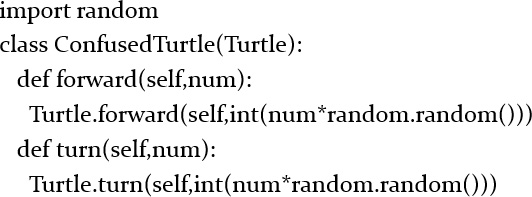 import random
class ConfusedTurtle(Turtle):
  def forward(self,num):
    Turtle.forward(self,int(num*random.random()))
  def turn(self,num):
    Turtle.turn(self,int(num*random.random()))